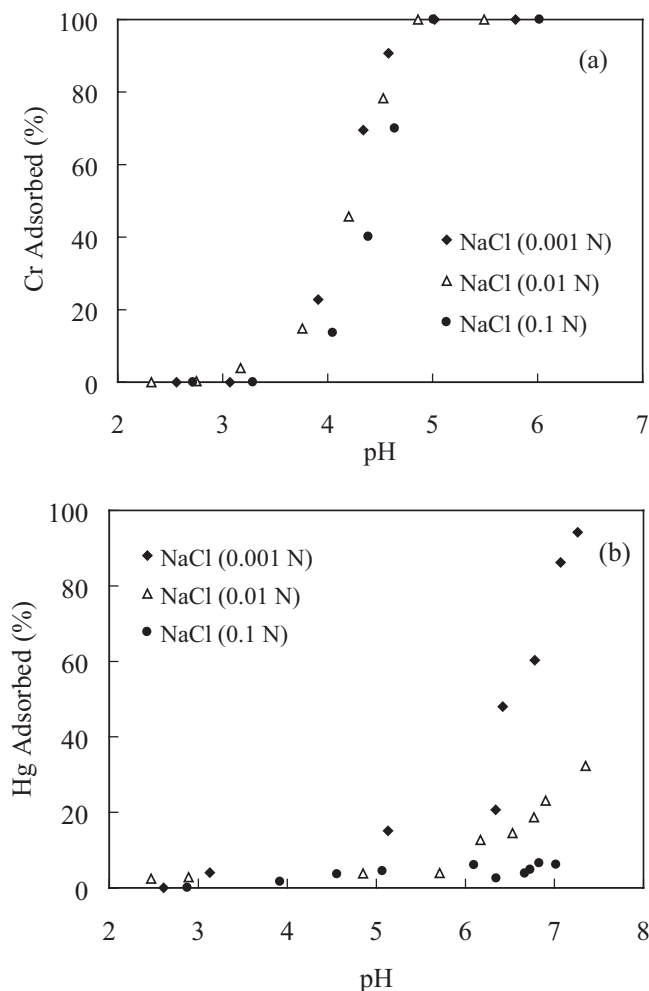 100
(a)
80
60
Cr Adsorbed (%)
40
NaCl (0.001 N)
NaCl (0.01 N)
20
NaCl (0.1 N)
0
2 3 4 5 6 7
pH
100
NaCl (0.001 N)
(b)
80
NaCl (0.01 N)
NaCl (0.1 N)
60
Hg Adsorbed (%)
40
20
0
2 3 4 5 6 7 8
pH